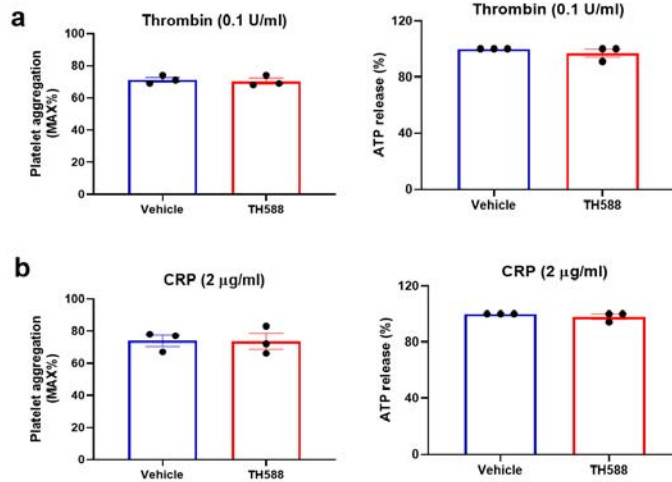 a
Thrombin (0.1 U/ml)
Platelet aggregation
(MAX%)
100
80
60
40
20
0
Vehicle
TH588
Thrombin (0.1 U/ml)
ATP release (%)
120
80
40
0
Vehicle
TH588
b
CRP (2 μg/ml)
Platelet aggregation
(MAX%)
100
80
60
40
20
0
Vehicle
TH588
CRP (2 μg/ml)
ATP release (%)
120
80
40
0
Vehicle
TH588